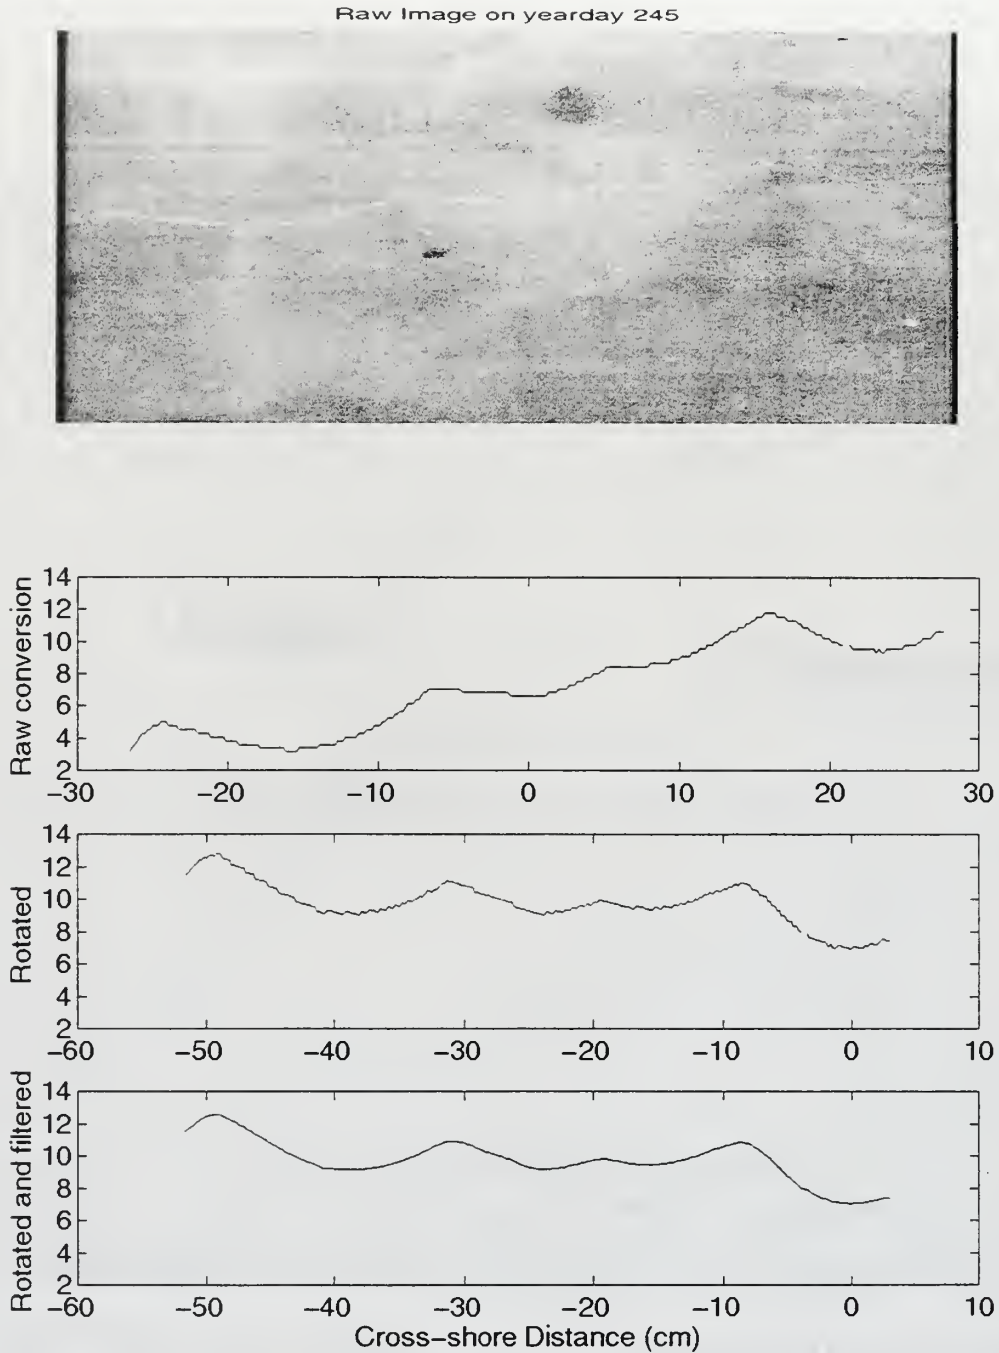 Raw Image on yearday 245
Raw conversion
14
12
10
8
6
4
2
−30 −20 −10 0 10 20 30
Rotated
14
12
10
8
6
4
2
−60 −50 −40 −30 −20 −10 0 10
Rotated and filtered
14
12
10
8
6
4
2
−60 −50 −40 −30 −20 −10 0 10
Cross−shore Distance (cm)